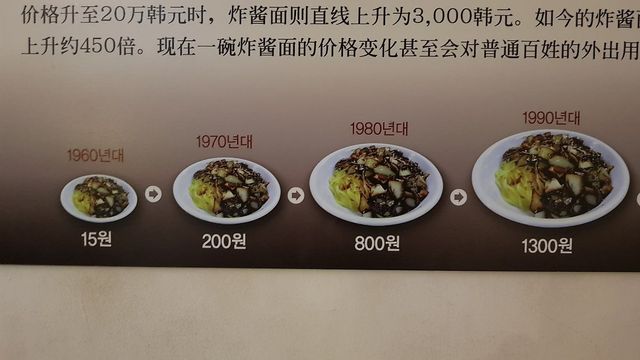 价格升至20万韩元时，炸酱面则直线上升为3,000韩元。如今的炸酱面
上升约450倍。现在一碗炸酱面的价格变化甚至会对普通百姓的外出用
1960년대
1970년대
1980년대
1990년대
15원
200원
800원
1300원